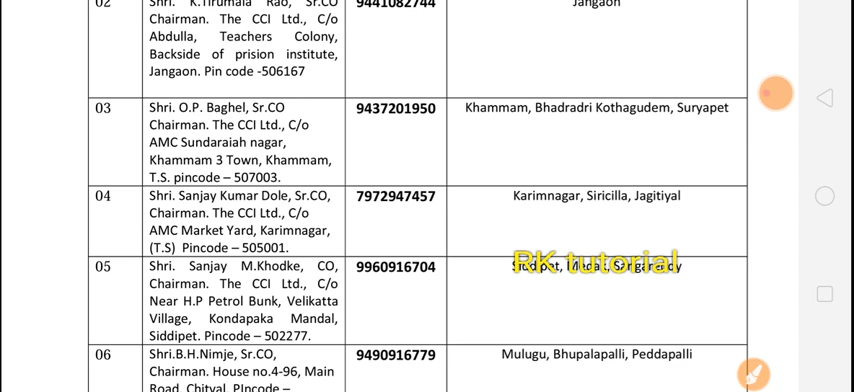 02 Shri. K.Tirumala Rao, Sr.CO 9441082744 Jangaon
Chairman. The CCI Ltd., C/o
Abdulla, Teachers Colony,
Backside of prision institute,
Jangaon. Pin code -506167
03 Shri. O.P. Baghel, Sr.CO 9437201950 Khammam, Bhadradri Kothagudem, Suryapet
Chairman. The CCI Ltd., C/o
AMC Sundaraiah nagar,
Khammam 3 Town, Khammam,
T.S. pincode – 507003.
04 Shri. Sanjay Kumar Dole, Sr.CO, 7972947457 Karimnagar, Siricilla, Jagitiyal
Chairman. The CCI Ltd., C/o
AMC Market Yard, Karimnagar,
(T.S) Pincode – 505001.
RK tutorial
05 Shri. Sanjay M.Khodke, CO, 9960916704 Siddipet, Medak, Sangareddy
Chairman. The CCI Ltd., C/o
Near H.P Petrol Bunk, Velikatta
Village, Kondapaka Mandal,
Siddipet. Pincode – 502277.
06 Shri.B.H.Nimje, Sr.CO, 9490916779 Mulugu, Bhupalapalli, Peddapalli
Chairman. House no.4-96, Main
Road, Chityal, PIncode –